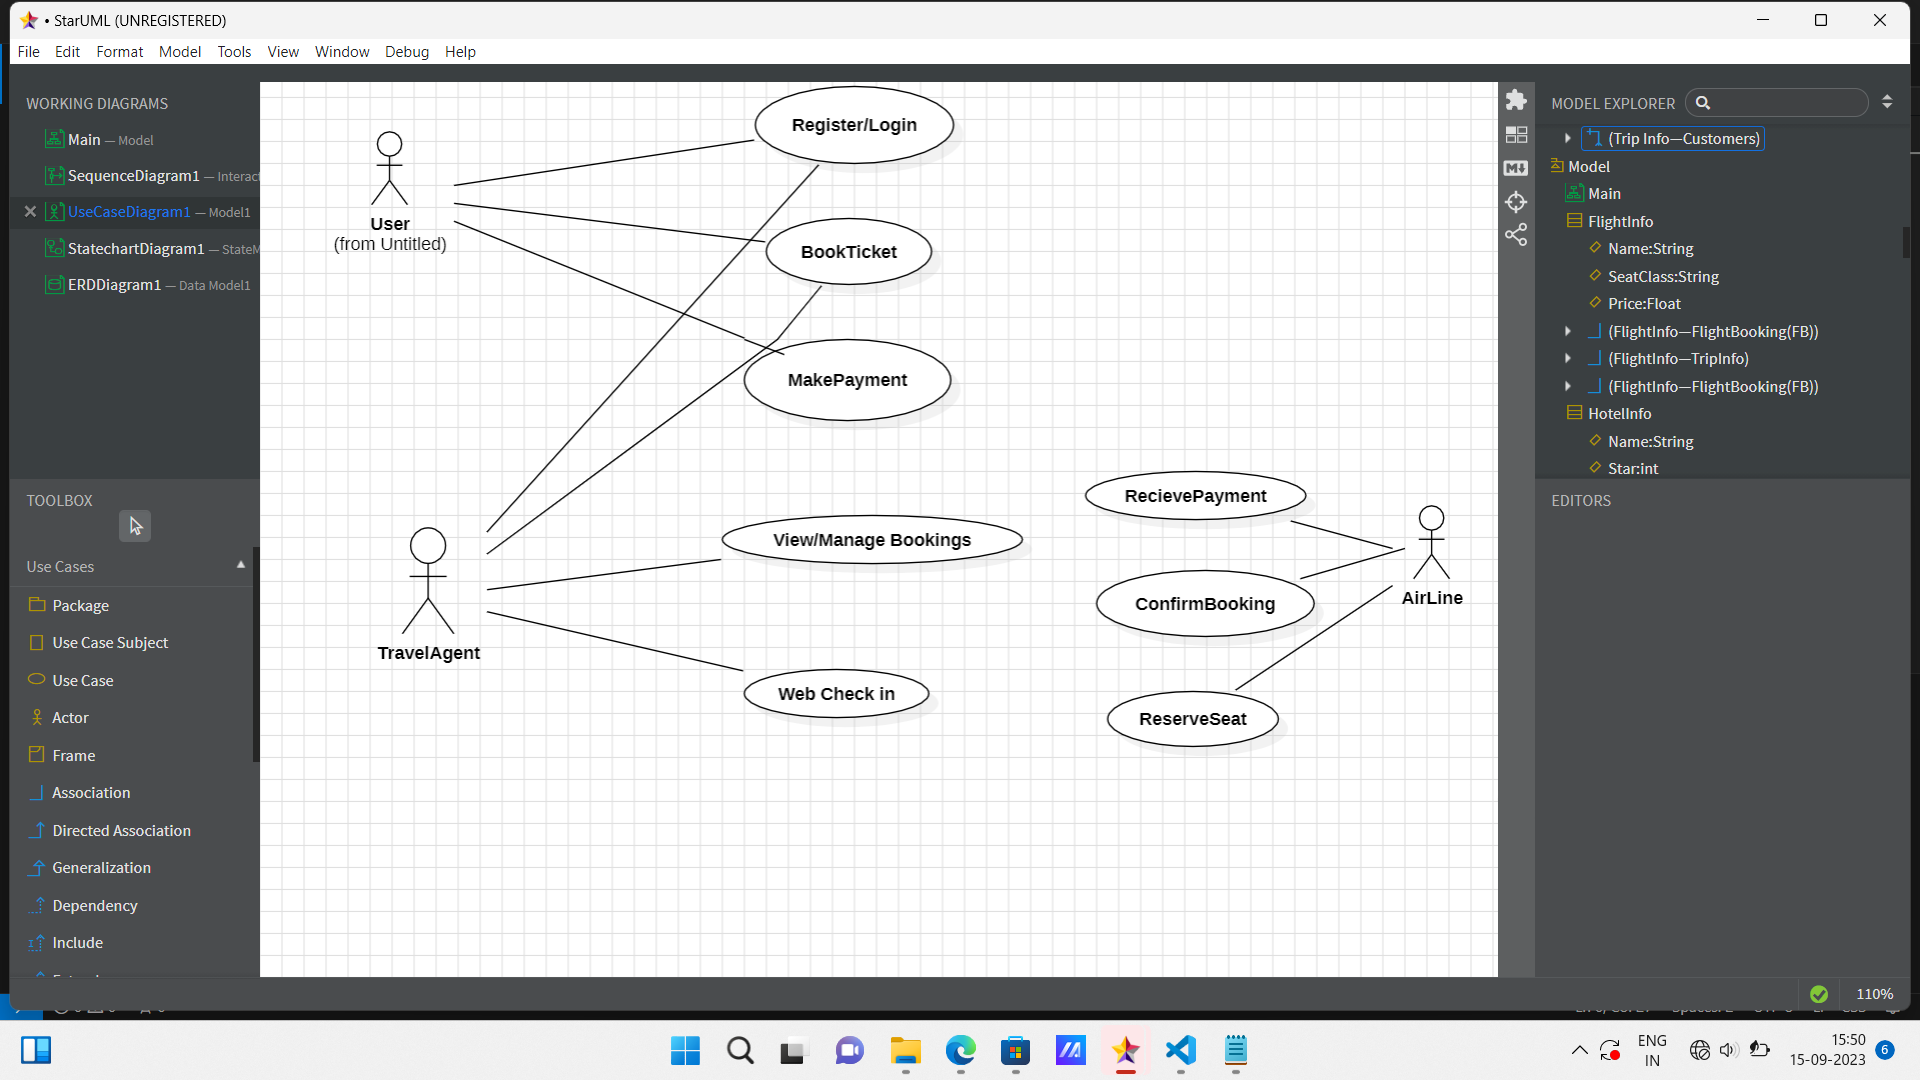 • StarUML (UNREGISTERED)
File Edit Format Model Tools View Window Debug Help
WORKING DIAGRAMS
Main — Model
SequenceDiagram1 — Interact
UseCaseDiagram1 — Model1
StatechartDiagram1 — StateM
ERDDiagram1 — Data Model1
TOOLBOX
Use Cases
Package
Use Case Subject
Use Case
Actor
Frame
Association
Directed Association
Generalization
Dependency
Include
User
(from Untitled)
Register/Login
BookTicket
MakePayment
TravelAgent
View/Manage Bookings
Web Check in
RecievePayment
ConfirmBooking
ReserveSeat
AirLine
MODEL EXPLORER
(Trip Info—Customers)
Model
Main
FlightInfo
Name:String
SeatClass:String
Price:Float
(FlightInfo—FlightBooking(FB))
(FlightInfo—TripInfo)
(FlightInfo—FlightBooking(FB))
HotelInfo
Name:String
Star:int
EDITORS
110%
ENG
IN
15:50
15-09-2023
6